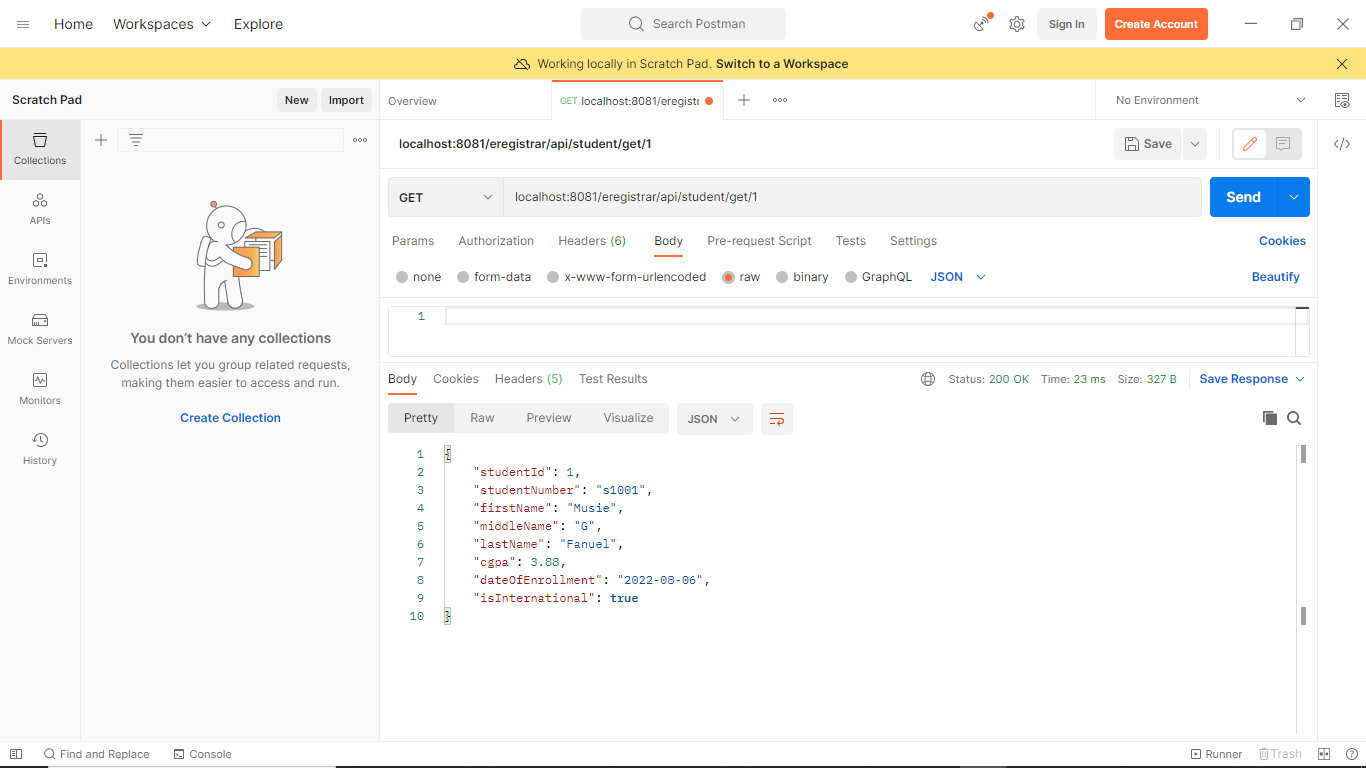 Home Workspaces Explore Search Postman Sign In Create Account
Working locally in Scratch Pad. Switch to a Workspace
Scratch Pad New Import Overview GET localhost:8081/eregistr No Environment
Collections
localhost:8081/eregistrar/api/student/get/1 Save
GET localhost:8081/eregistrar/api/student/get/1 Send
APIs
Params Authorization Headers (6) Body Pre-request Script Tests Settings Cookies
Environments
none form-data x-www-form-urlencoded raw binary GraphQL JSON Beautify
1
Mock Servers
You don't have any collections
Collections let you group related requests,
making them easier to access and run.
Create Collection
Monitors
History
Body Cookies Headers (5) Test Results Status: 200 OK Time: 23 ms Size: 327 B Save Response
Pretty Raw Preview Visualize JSON
1 {
2 "studentId": 1,
3 "studentNumber": "s1001",
4 "firstName": "Musie",
5 "middleName": "G",
6 "lastName": "Fanuel",
7 "cgpa": 3.88,
8 "dateOfEnrollment": "2022-08-06",
9 "isInternational": true
10 }
Find and Replace Console Runner Trash